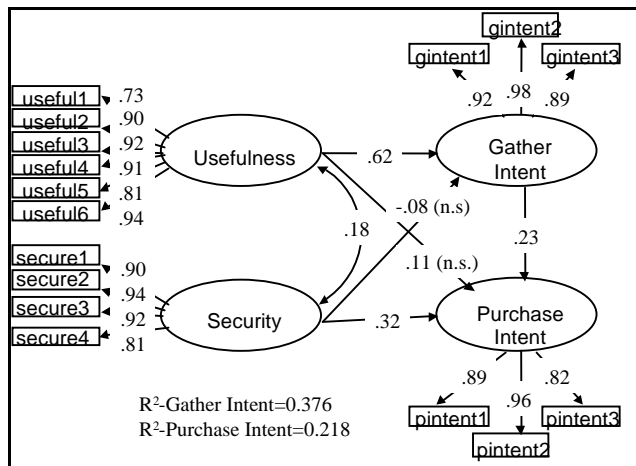 gintent2
gintent1 gintent3
.92 .98 .89
useful1 .73
useful2 .90
useful3 .92
useful4 .91
useful5 .81
useful6 .94
Usefulness
.62
Gather
Intent
-.08 (n.s)
.18
.23
.11 (n.s.)
secure1 .90
secure2 .94
secure3 .92
secure4 .81
Security
.32
Purchase
Intent
.89 .96 .82
pintent1 pintent3
pintent2
R²-Gather Intent=0.376
R²-Purchase Intent=0.218